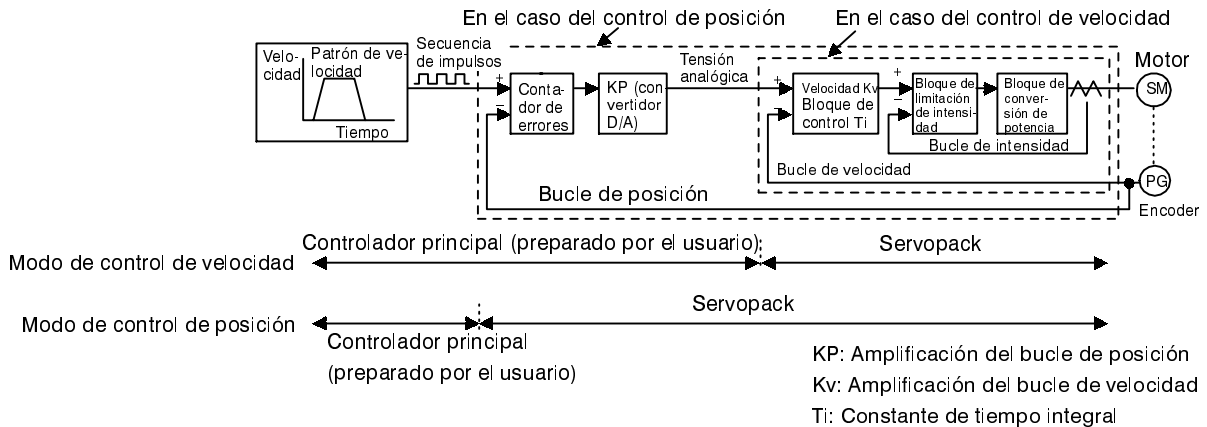 En el caso del control de posición
En el caso del control de velocidad
Velo-
cidad
Patrón de ve-
locidad
Tiempo
Secuencia
de impulsos
+
−
Conta-
dor de
errores
KP (con
vertidor
D/A)
Tensión
analógica
+
−
Velocidad Kv
Bloque de
control Ti
+
−
Bloque de
limitación
de intensi-
dad
Bloque de
conver-
sión de
potencia
Motor
SM
Bucle de intensidad
Bucle de velocidad
Bucle de posición
PG
Encoder
Controlador principal (preparado por el usuario)
Servopack
Modo de control de velocidad
Servopack
Modo de control de posición
Controlador principal
(preparado por el usuario)
KP: Amplificación del bucle de posición
Kv: Amplificación del bucle de velocidad
Ti: Constante de tiempo integral